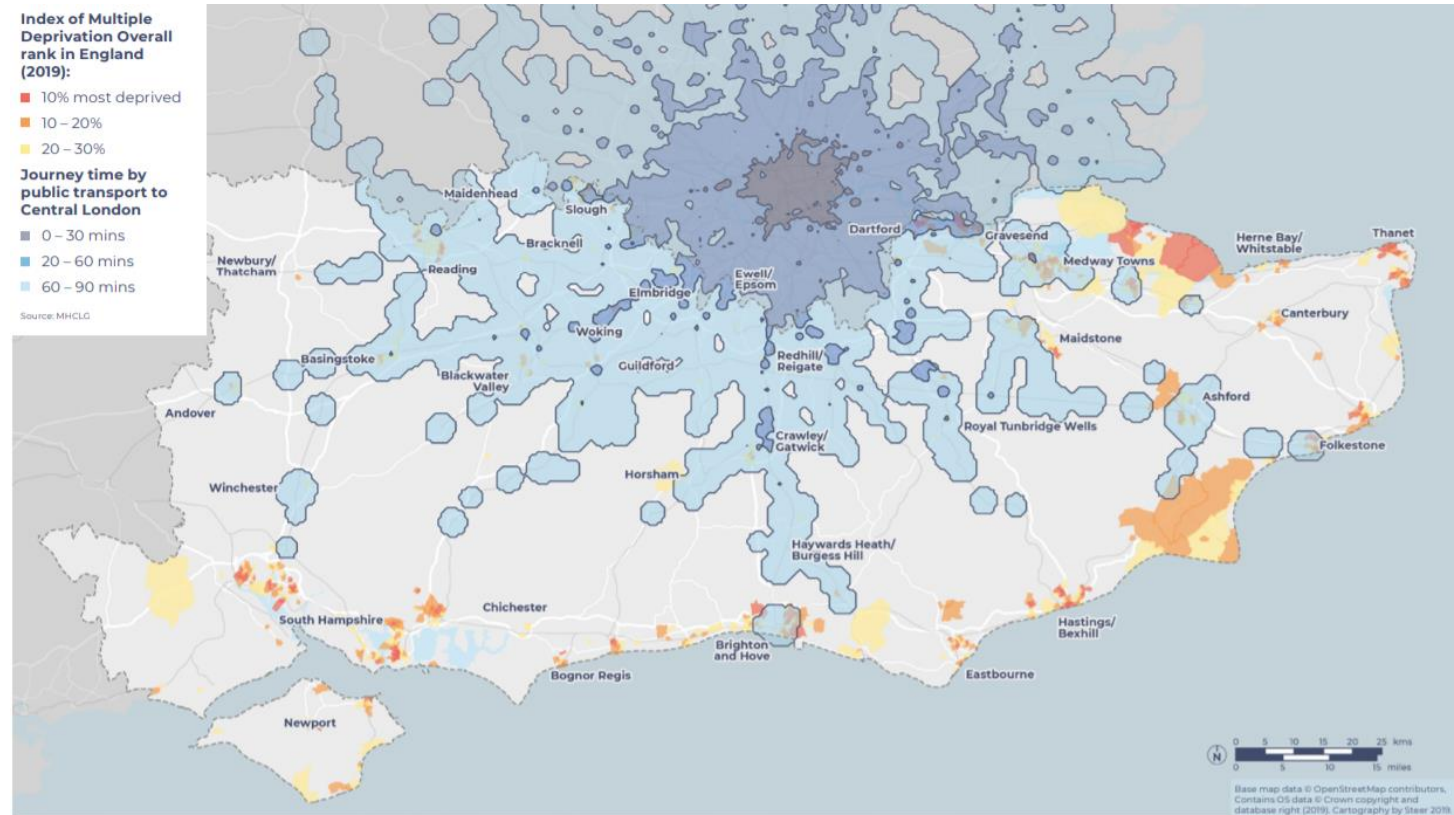 Index of Multiple
Deprivation Overall
rank in England
(2019):
10% most deprived
10 – 20%
20 – 30%
Journey time by
public transport to
Central London
0 – 30 mins
20 – 60 mins
60 – 90 mins
Source: MHCLG
Maidenhead
Slough
Bracknell
Newbury/
Thatcham
Reading
Dartford
Gravesend
Medway Towns
Herne Bay/
Whitstable
Thanet
Ewell/
Epsom
Elmbridge
Woking
Canterbury
Maidstone
Basingstoke
Blackwater
Valley
Guildford
Redhill/
Reigate
Ashford
Andover
Royal Tunbridge Wells
Crawley/
Gatwick
Folkestone
Horsham
Winchester
Haywards Heath/
Burgess Hill
South Hampshire
Chichester
Hastings/
Bexhill
Brighton
and Hove
Bognor Regis
Eastbourne
Newport
N
0 5 10 15 20 25 kms
0 5 10 15 miles
Base map data © OpenStreetMap contributors,
Contains OS data © Crown copyright and
database right (2019). Cartography by Steer 2019.